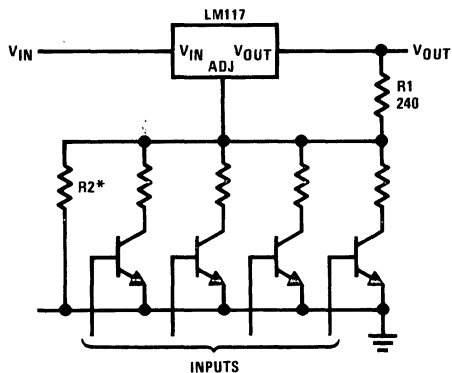 LM117
VIN
VIN VOUT
VOUT
ADJ
R1
240
R2*
INPUTS